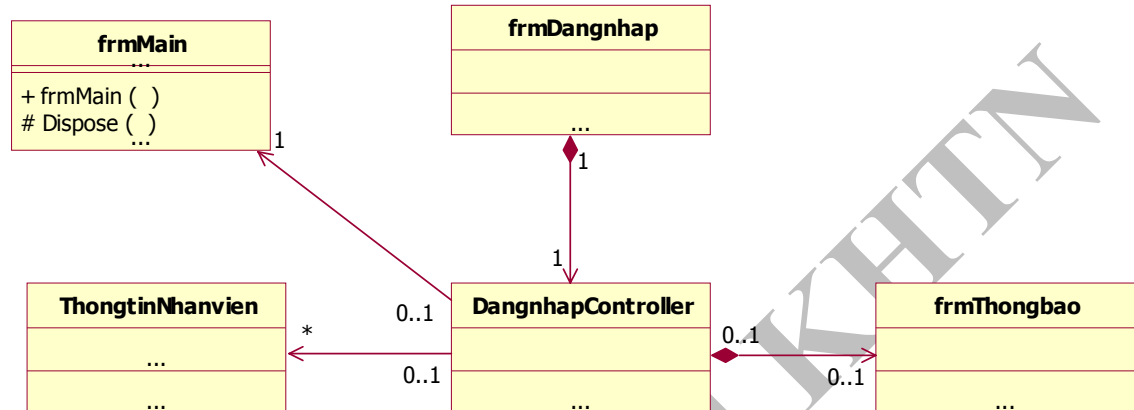 frmMain
...
+ frmMain ( )
# Dispose ( )
...
1
frmDangnhap
...
1
1
ThongtinNhanvien
...
...
*
0..1
0..1
DangnhapController
...
0..1
0..1
frmThongbao
...
KHTN